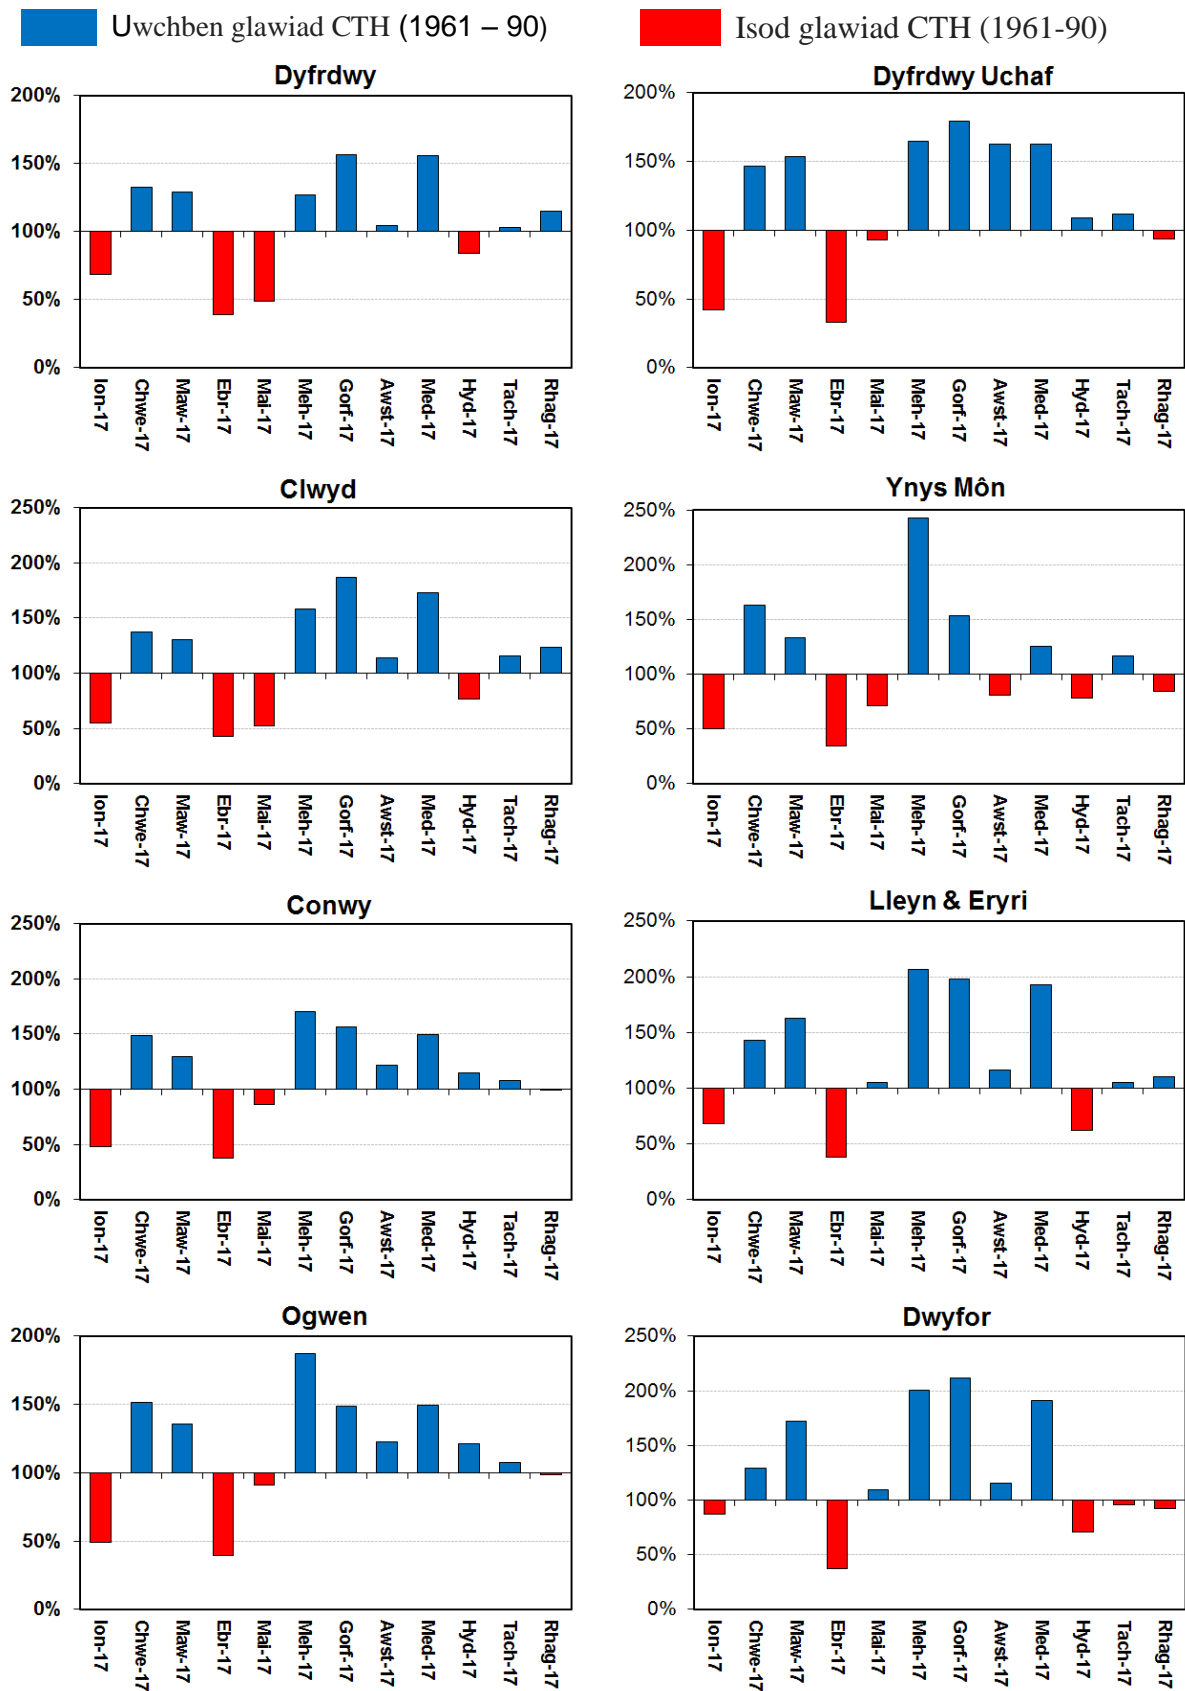 Uwchben glawiad CTH (1961 – 90)
Isod glawiad CTH (1961-90)
Dyfrdwy
200%
150%
100%
50%
0%
Ion-17
Chwe-17
Maw-17
Ebr-17
Mai-17
Meh-17
Gorf-17
Awst-17
Med-17
Hyd-17
Tach-17
Rhag-17
Dyfrdwy Uchaf
200%
150%
100%
50%
0%
Ion-17
Chwe-17
Maw-17
Ebr-17
Mai-17
Meh-17
Gorf-17
Awst-17
Med-17
Hyd-17
Tach-17
Rhag-17
Clwyd
250%
200%
150%
100%
50%
0%
Ion-17
Chwe-17
Maw-17
Ebr-17
Mai-17
Meh-17
Gorf-17
Awst-17
Med-17
Hyd-17
Tach-17
Rhag-17
Ynys Môn
250%
200%
150%
100%
50%
0%
Ion-17
Chwe-17
Maw-17
Ebr-17
Mai-17
Meh-17
Gorf-17
Awst-17
Med-17
Hyd-17
Tach-17
Rhag-17
Conwy
250%
200%
150%
100%
50%
0%
Ion-17
Chwe-17
Maw-17
Ebr-17
Mai-17
Meh-17
Gorf-17
Awst-17
Med-17
Hyd-17
Tach-17
Rhag-17
Lleyn & Eryri
250%
200%
150%
100%
50%
0%
Ion-17
Chwe-17
Maw-17
Ebr-17
Mai-17
Meh-17
Gorf-17
Awst-17
Med-17
Hyd-17
Tach-17
Rhag-17
Ogwen
200%
150%
100%
50%
0%
Ion-17
Chwe-17
Maw-17
Ebr-17
Mai-17
Meh-17
Gorf-17
Awst-17
Med-17
Hyd-17
Tach-17
Rhag-17
Dwyfor
250%
200%
150%
100%
50%
0%
Ion-17
Chwe-17
Maw-17
Ebr-17
Mai-17
Meh-17
Gorf-17
Awst-17
Med-17
Hyd-17
Tach-17
Rhag-17